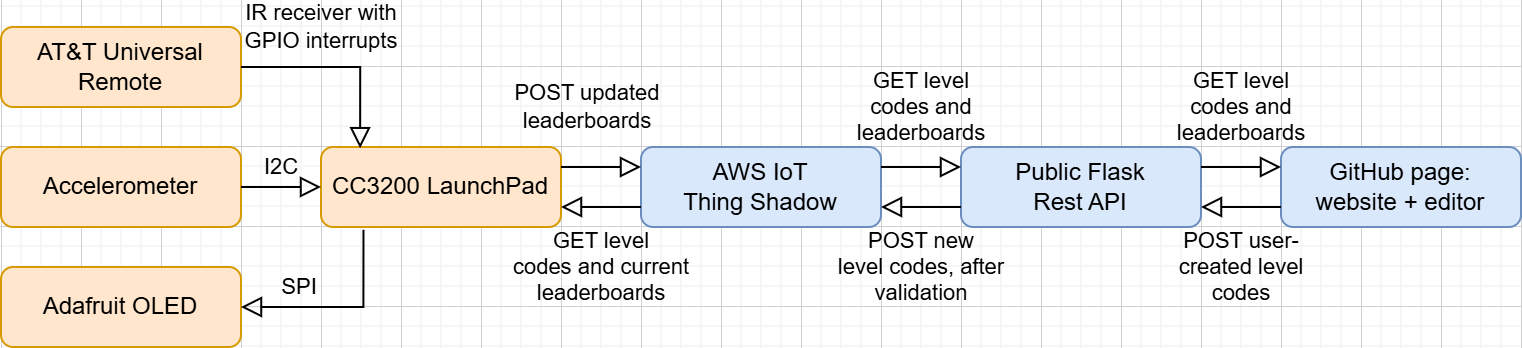 IR receiver with
GPIO interrupts
AT&T Universal
Remote
POST updated
leaderboards
GET level
codes and
leaderboards
GET level
codes and
leaderboards
Accelerometer
I2C
CC3200 LaunchPad
AWS IoT
Thing Shadow
Public Flask
Rest API
GitHub page:
website + editor
GET level
codes and current
leaderboards
POST new
level codes, after
validation
POST user-
created level
codes
SPI
Adafruit OLED